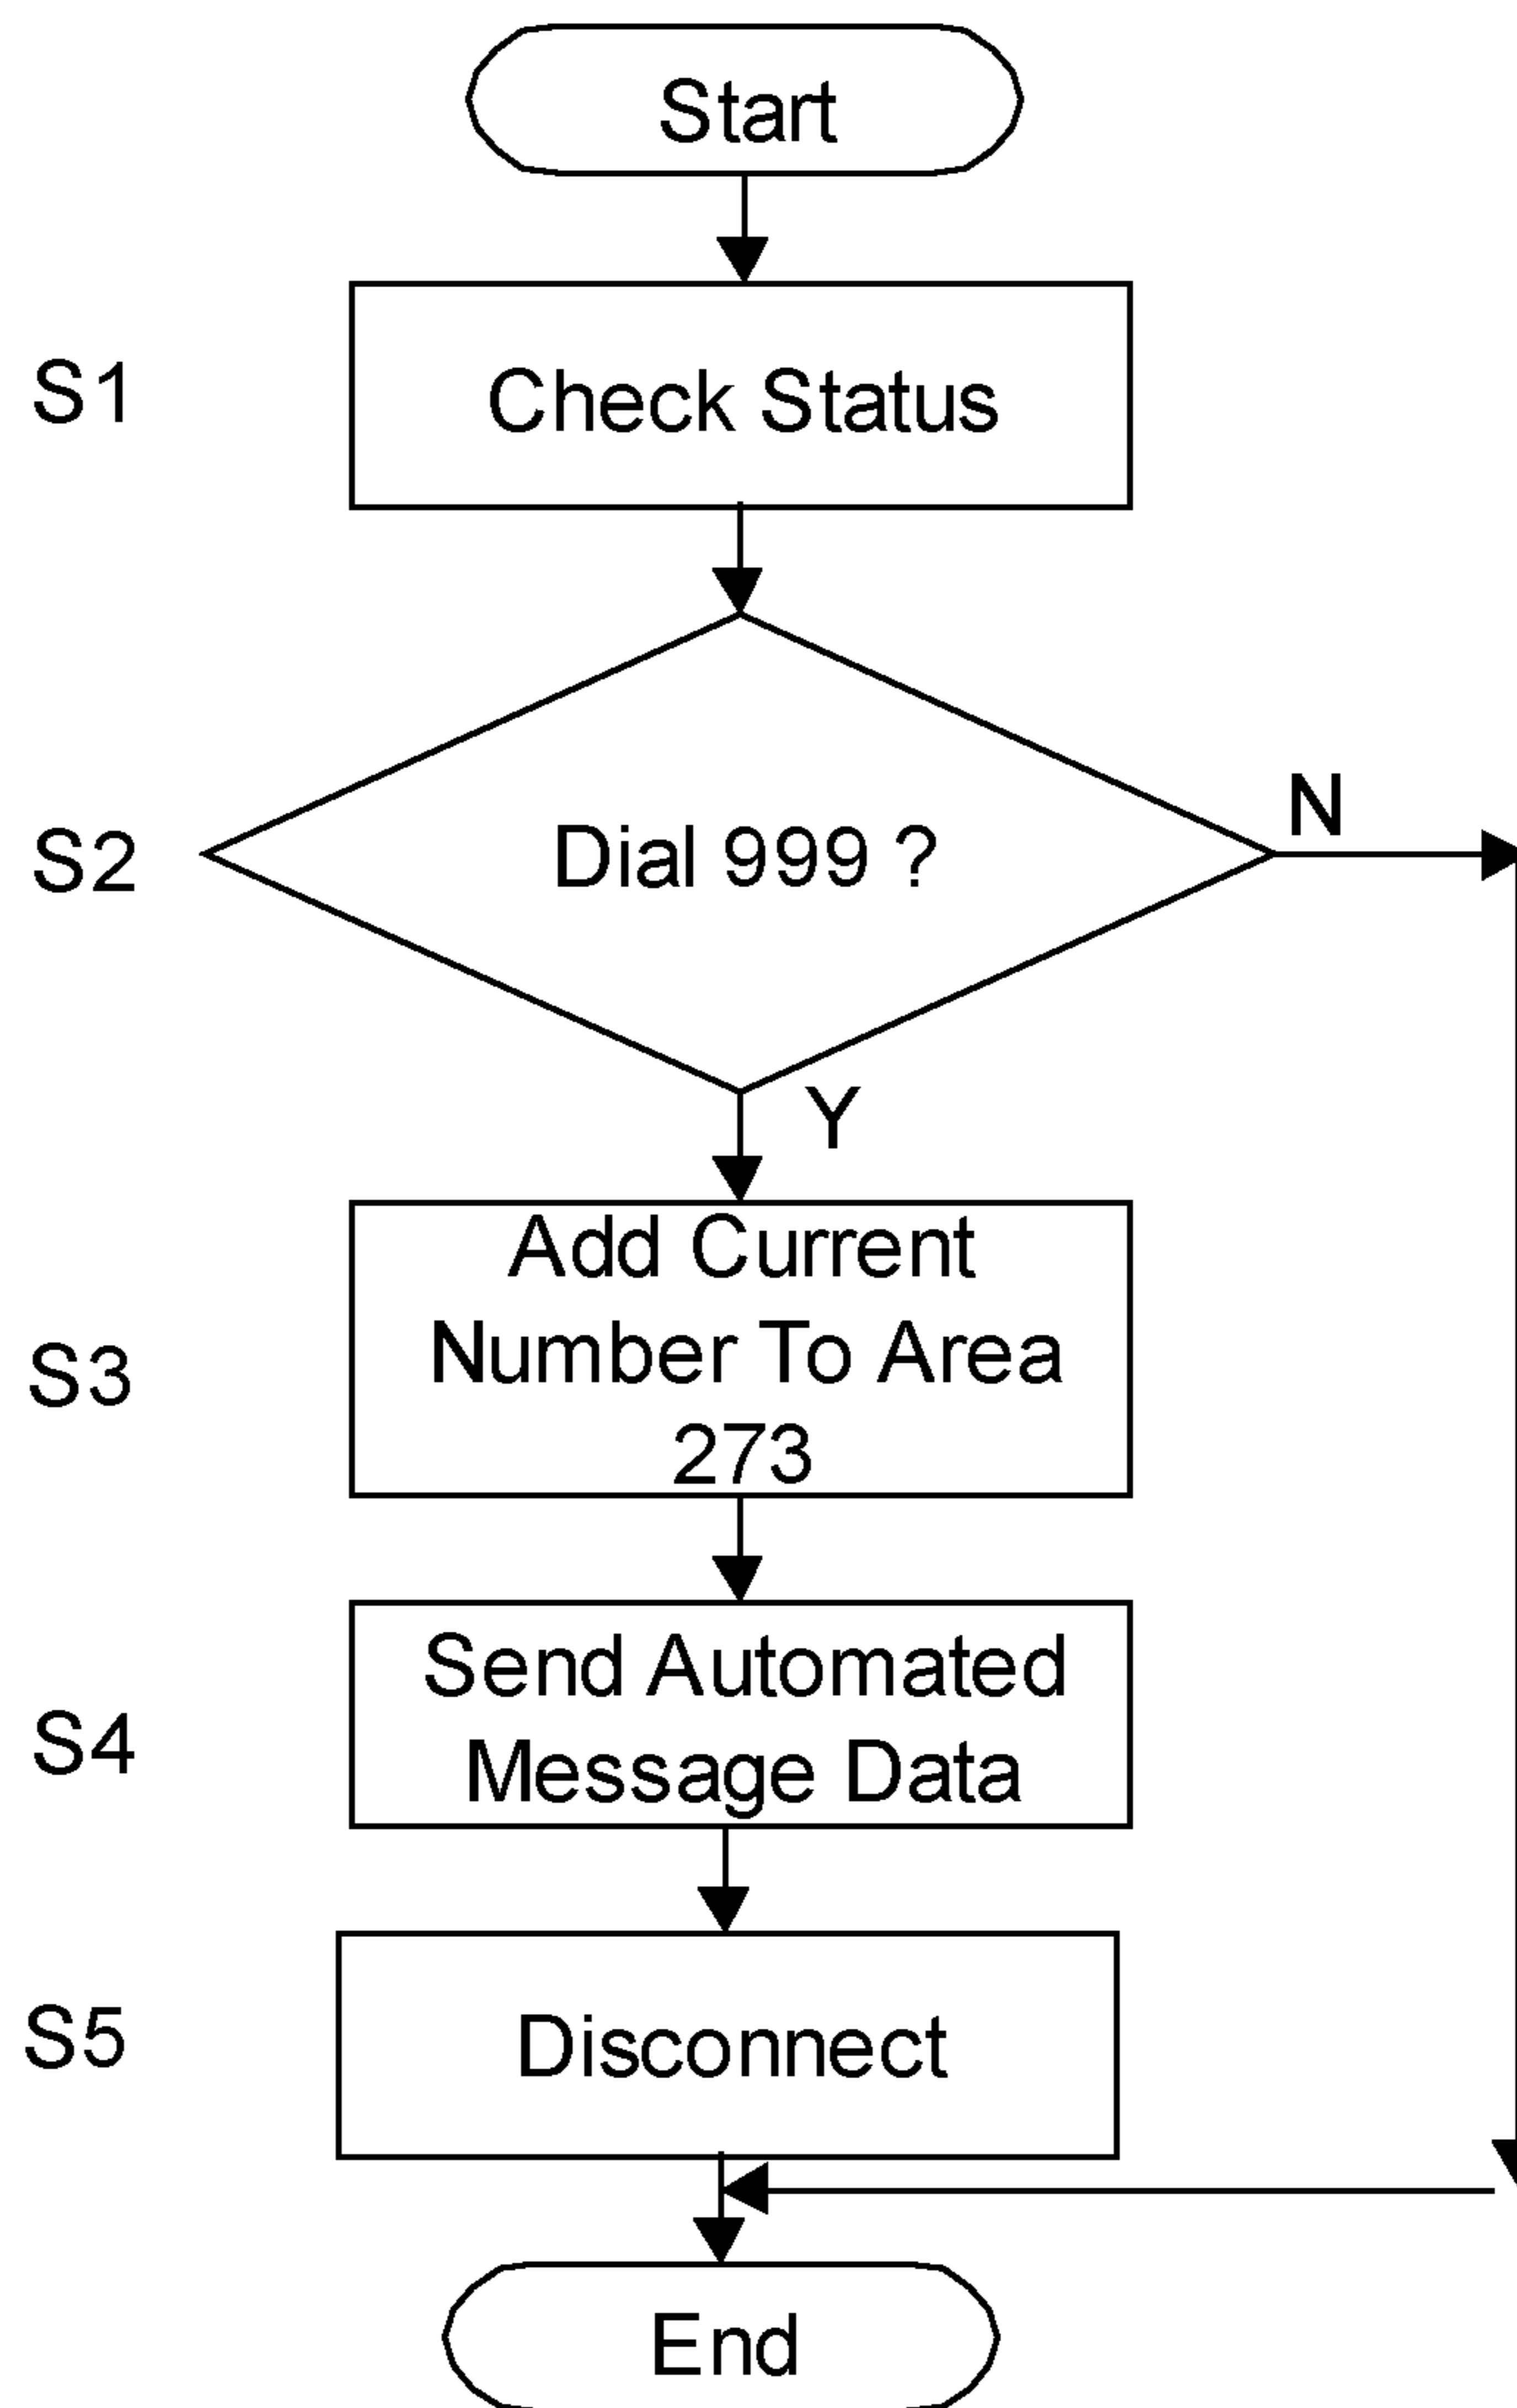 Start
S1
Check Status
S2
Dial 999 ?
N
Y
S3
Add Current
Number To Area
273
S4
Send Automated
Message Data
S5
Disconnect
End